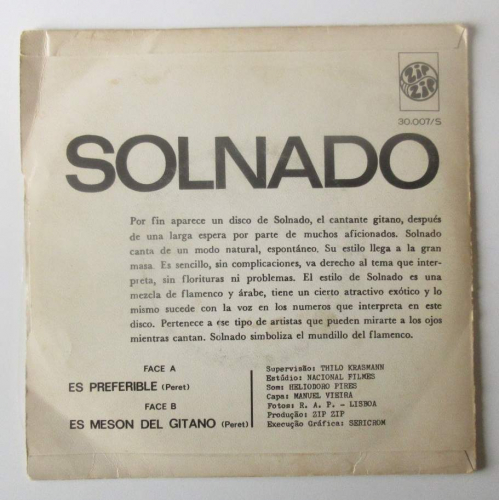 ZIP
ZIP
30.007/S
SOLNADO
Por fin aparece un disco de Solnado, el cantante gitano, después
de una larga espera por parte de muchos aficionados. Solnado
canta de un modo natural, espontáneo. Su estilo llega a la gran
masa. Es sencillo, sin complicaciones, va derecho al tema que inter-
preta, sin florituras ni problemas. El estilo de Solnado es una
mezcla de flamenco y árabe, tiene un cierto atractivo exótico y lo
mismo sucede con la voz en los numeros que interpreta en este
disco. Pertenece a ese tipo de artistas que pueden mirarte a los ojos
mientras cantan. Solnado simboliza el mundillo del flamenco.
FACE A
ES PREFERIBLE (Peret)
FACE B
ES MESON DEL GITANO (Peret)
Supervisão: THILO KRASMANN
Estúdio: NACIONAL FILMES
Som: HELIODORO PIRES
Capa: MANUEL VIEIRA
Fotos: R. A. P. - LISBOA
Produção: ZIP ZIP
Execução Gráfica: SERICROM